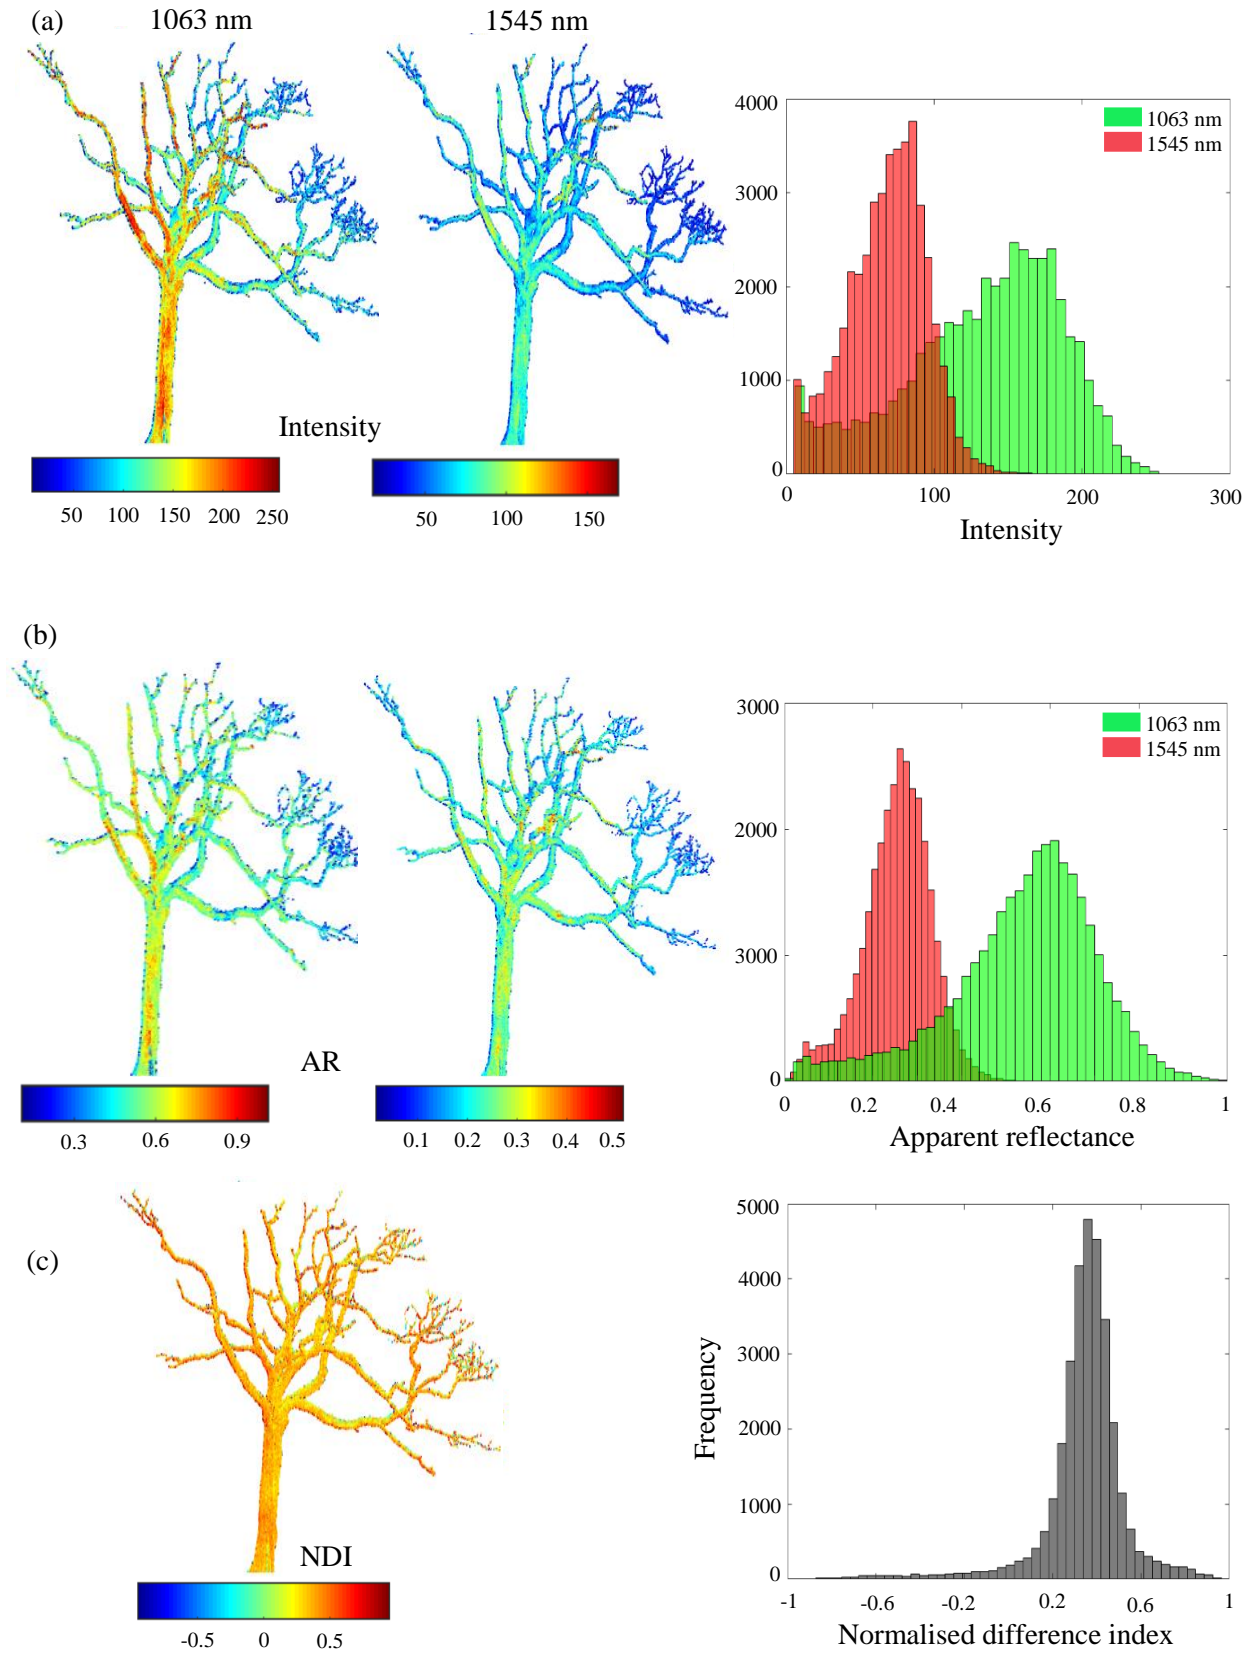 (a) 1063 nm 1545 nm
4000
3000
2000
1000
0
1063 nm
1545 nm
0 100 200 300
Intensity
Intensity
50 100 150 200 250
50 100 150
(b)
3000
2000
3000
0
1063 nm
1545 nm
0 0.2 0.4 0.6 0.8 1
Apparent reflectance
AR
0.3 0.6 0.9
0.1 0.2 0.3 0.4 0.5
(c)
NDI
-0.5 0 0.5
Frequency
5000
4000
3000
2000
1000
0
-1 -0.6 -0.2 0.2 0.6 1
Normalised difference index